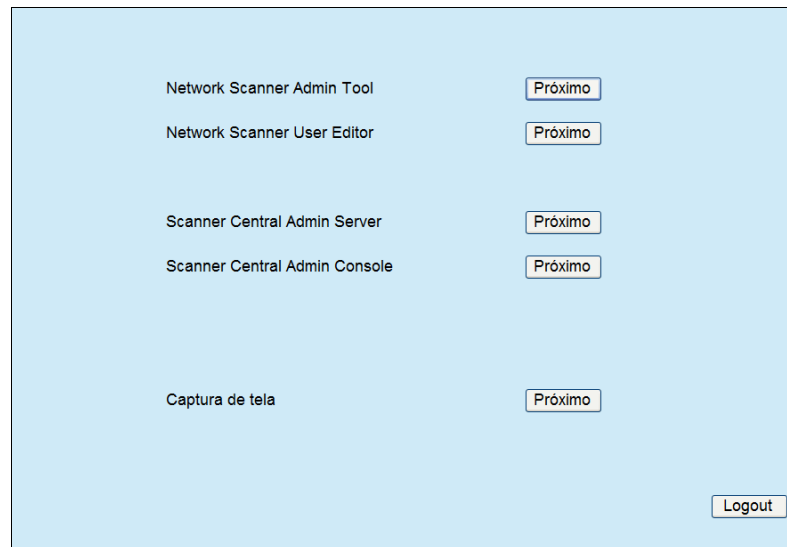 Network Scanner Admin Tool Próximo
Network Scanner User Editor Próximo
Scanner Central Admin Server Próximo
Scanner Central Admin Console Próximo
Captura de tela Próximo
Logout